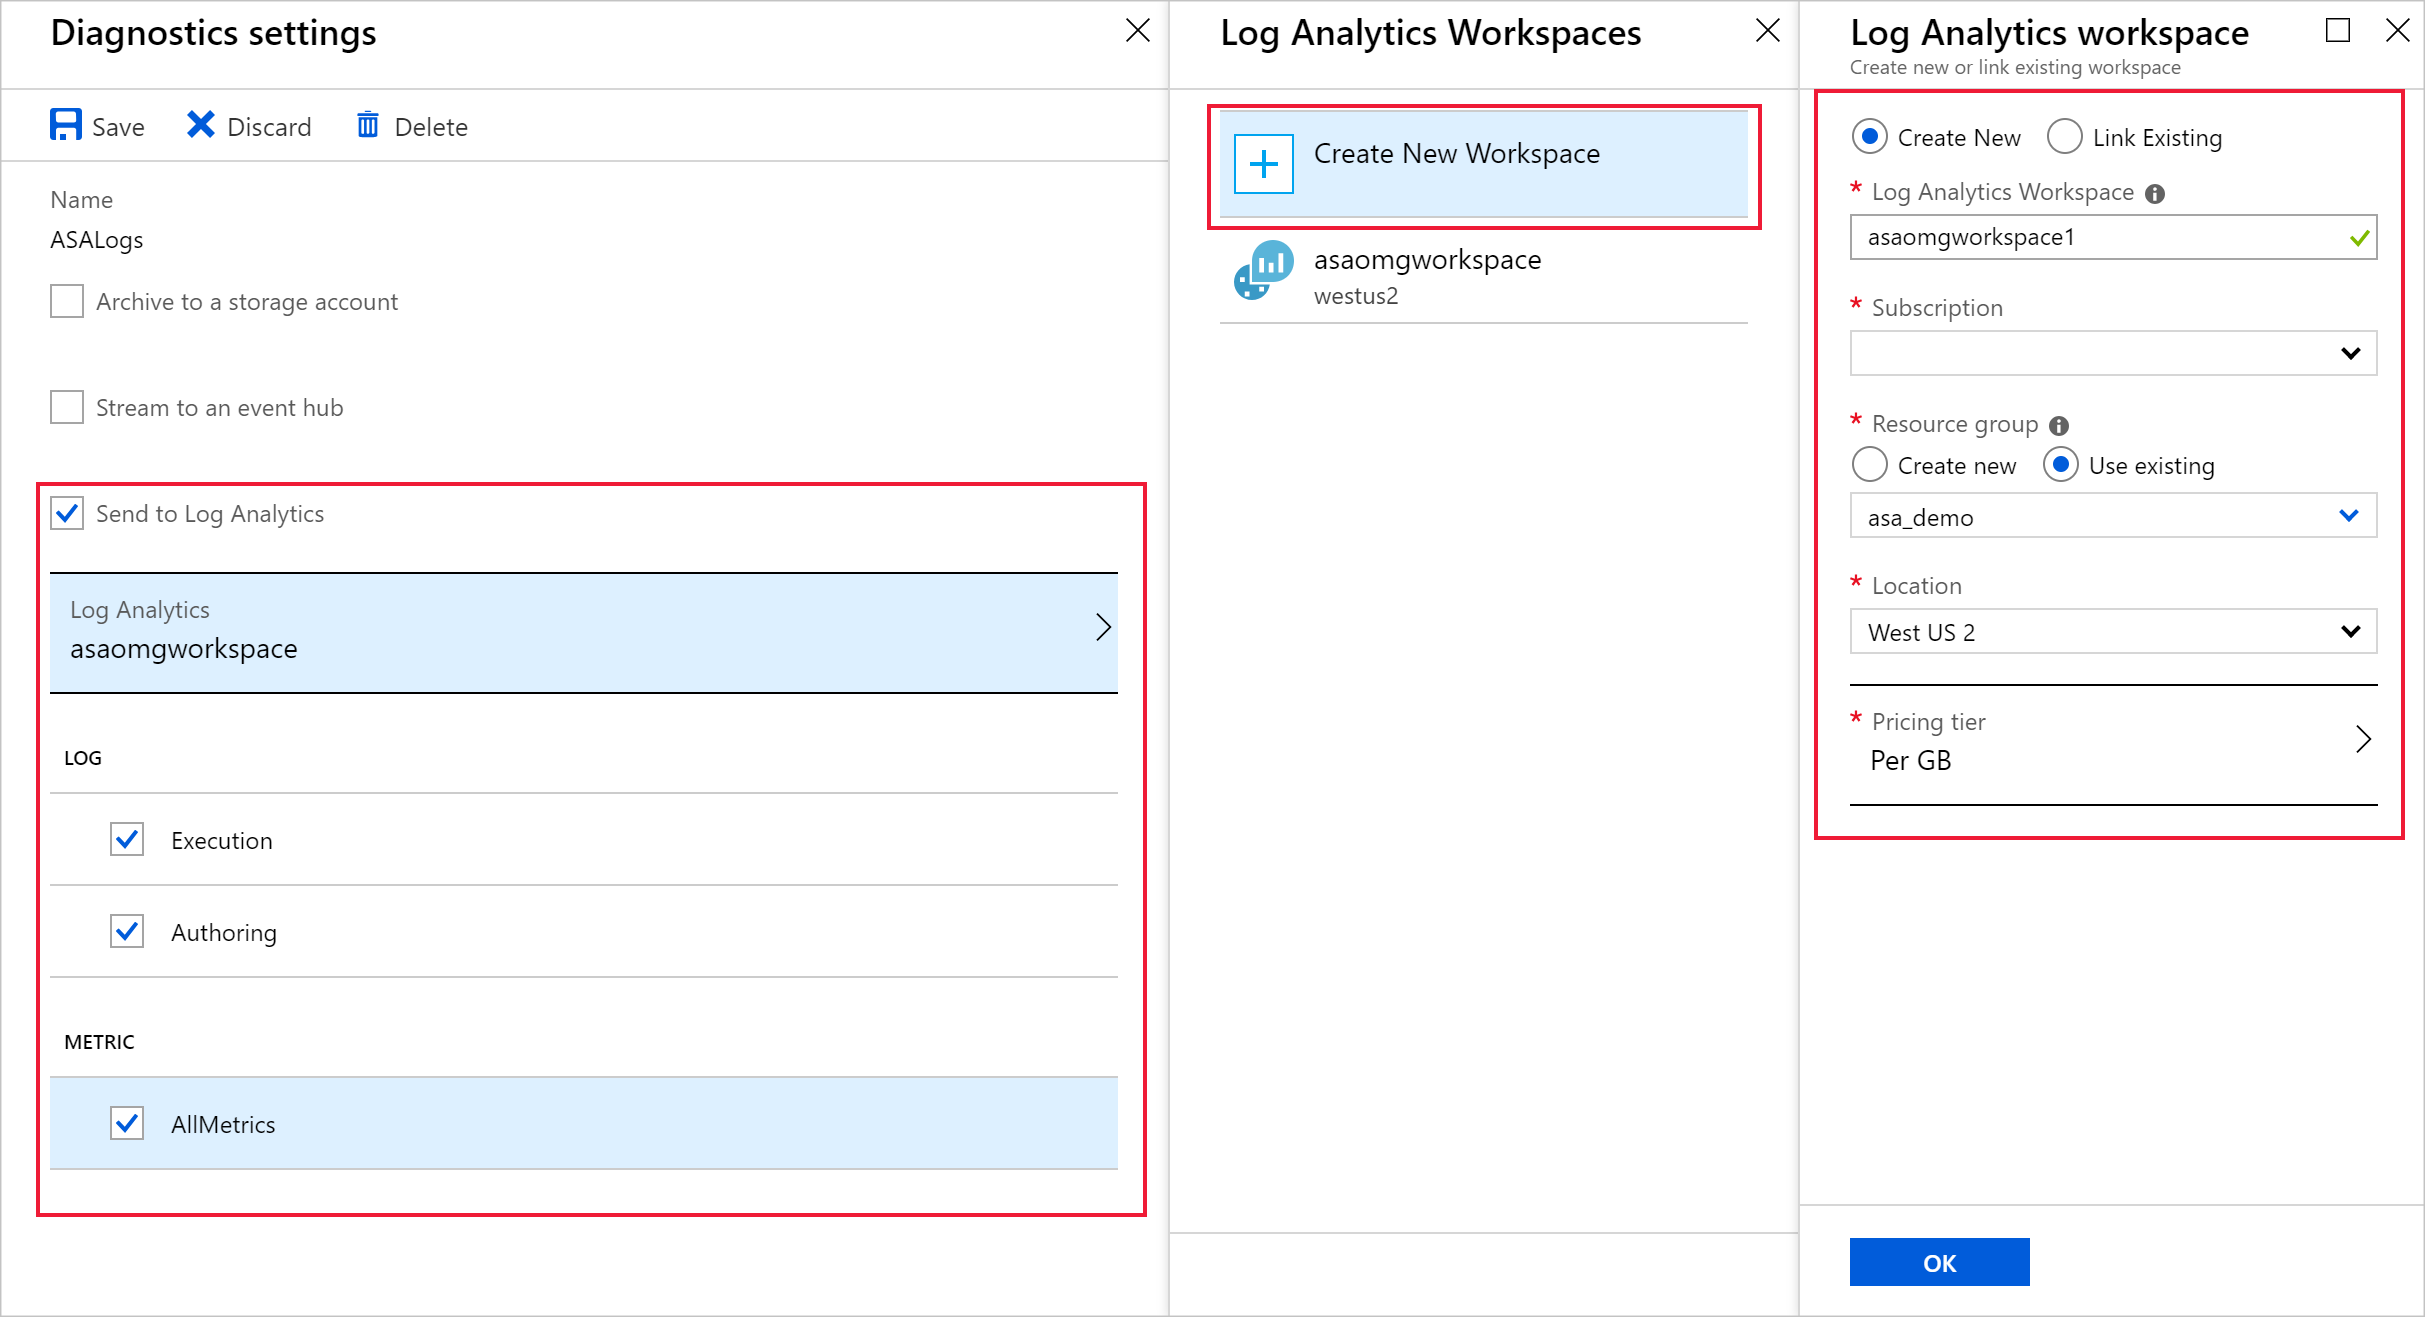 Diagnostics settings
Save Discard Delete
Name
ASALogs
Archive to a storage account
Stream to an event hub
Send to Log Analytics
Log Analytics
asaomgworkspace
LOG
Execution
Authoring
METRIC
AllMetrics
Log Analytics Workspaces
Create New Workspace
asaomgworkspace
westus2
Log Analytics workspace
Create new or link existing workspace
Create New Link Existing
* Log Analytics Workspace
asaomgworkspace1
* Subscription
* Resource group
Create new Use existing
asa_demo
* Location
West US 2
* Pricing tier
Per GB
OK